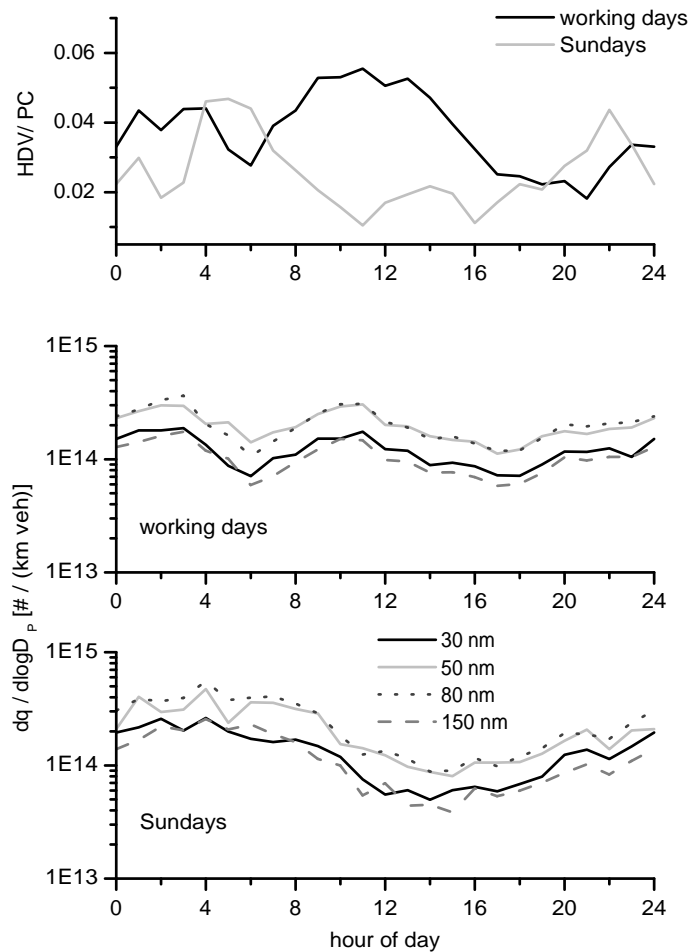 working days
Sundays
0.06
0.04
0.02
HDV/ PC
0 4 8 12 16 20 24
1E15
1E14
1E13
working days
0 4 8 12 16 20 24
dq / dlogD_P [# / (km veh)]
30 nm
50 nm
80 nm
150 nm
1E15
1E14
1E13
Sundays
0 4 8 12 16 20 24
hour of day